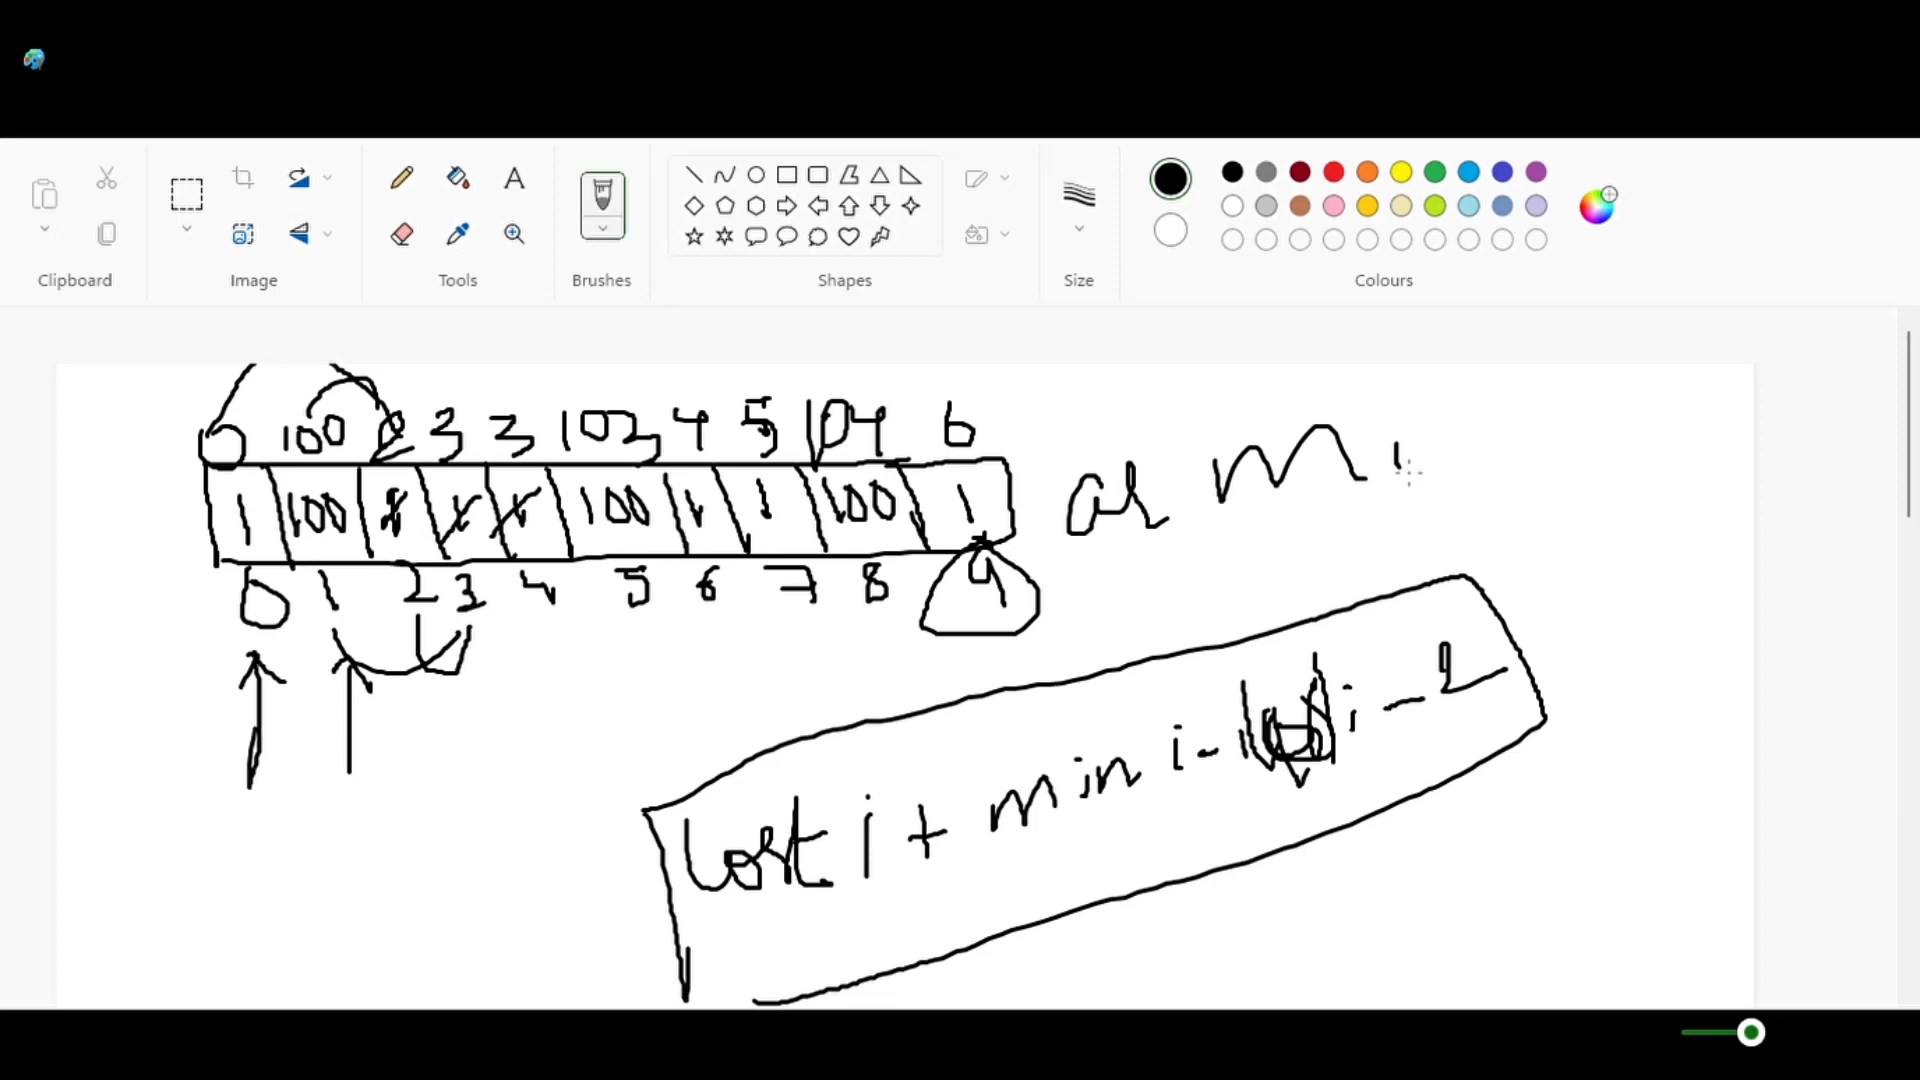 Clipboard
Image
Tools
Brushes
Shapes
Size
Colours
100 2 3 3 102 4 5 104 6
1 100 1 1 1 100 1 1 100 1
0 1 2 3 4 5 6 7 8 9
cost i + min i - i - 2